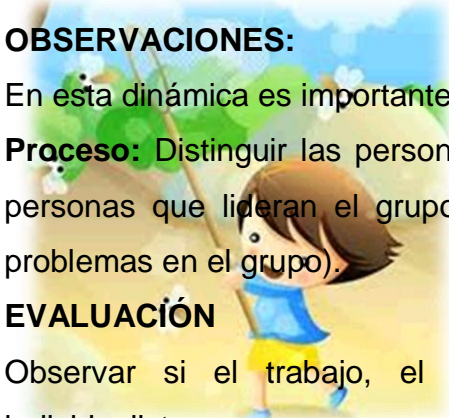 OBSERVACIONES:
En esta dinámica es importante
Proceso: Distinguir las person
personas que lideran el grupo
problemas en el grupo).
EVALUACIÓN
Observar si el trabajo, el